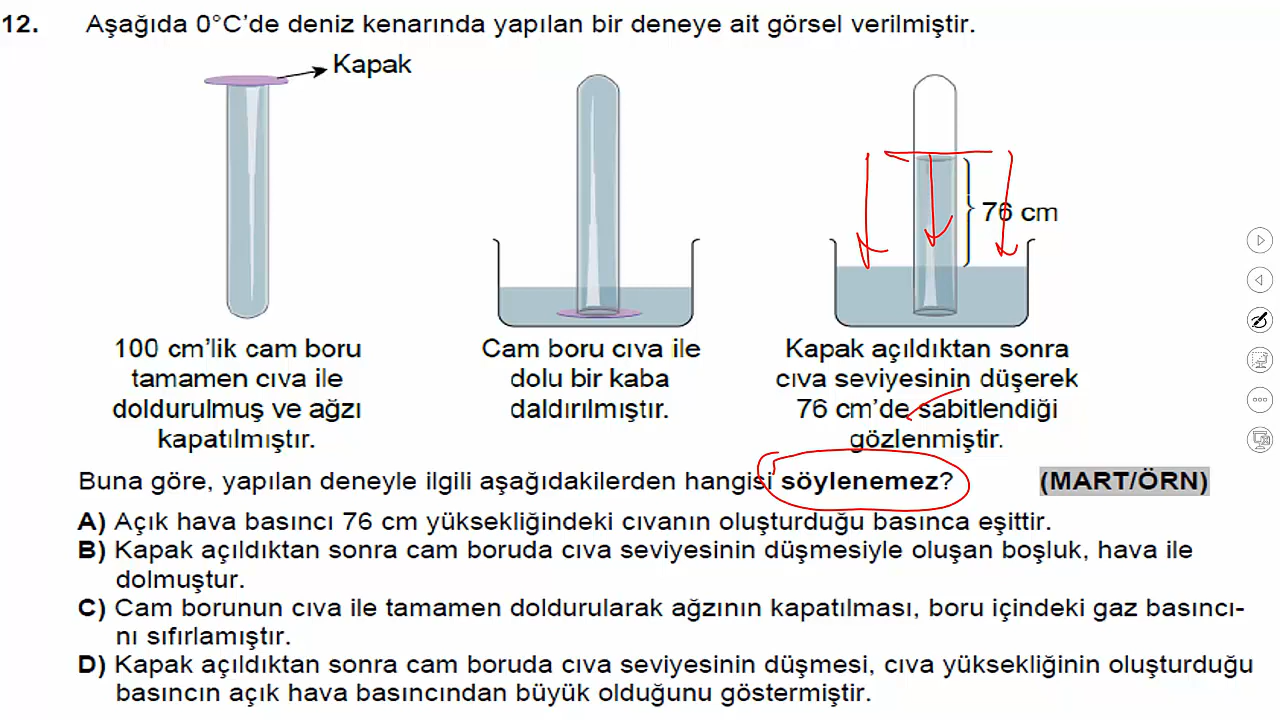 12. Aşağıda 0°C'de deniz kenarında yapılan bir deneye ait görsel verilmiştir.
Kapak
76 cm
100 cm'lik cam boru
tamamen cıva ile
doldurulmuş ve ağzı
kapatılmıştır.
Cam boru cıva ile
dolu bir kaba
daldırılmıştır.
Kapak açıldıktan sonra
cıva seviyesinin düşerek
76 cm'de sabitlendiği
gözlenmiştir.
Buna göre, yapılan deneyle ilgili aşağıdakilerden hangisi söylenemez? (MART/ÖRN)
A) Açık hava basıncı 76 cm yüksekliğindeki cıvanın oluşturduğu basınca eşittir.
B) Kapak açıldıktan sonra cam boruda cıva seviyesinin düşmesiyle oluşan boşluk, hava ile
dolmuştur.
C) Cam borunun cıva ile tamamen doldurularak ağzının kapatılması, boru içindeki gaz basıncı-
nı sıfırlamıştır.
D) Kapak açıldıktan sonra cam boruda cıva seviyesinin düşmesi, cıva yüksekliğinin oluşturduğu
basıncın açık hava basıncından büyük olduğunu göstermiştir.